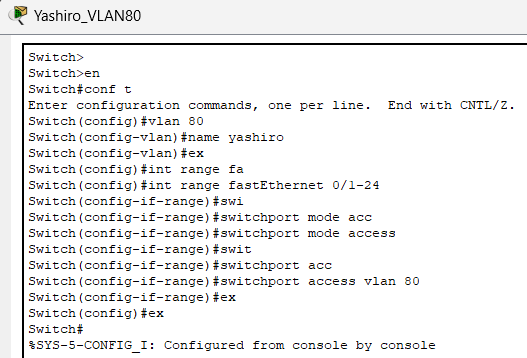 Yashiro_VLAN80
Switch>
Switch>en
Switch#conf t
Enter configuration commands, one per line.  End with CNTL/Z.
Switch(config)#vlan 80
Switch(config-vlan)#name yashiro
Switch(config-vlan)#ex
Switch(config)#int range fa
Switch(config)#int range fastEthernet 0/1-24
Switch(config-if-range)#swi
Switch(config-if-range)#switchport mode acc
Switch(config-if-range)#switchport mode access
Switch(config-if-range)#swit
Switch(config-if-range)#switchport acc
Switch(config-if-range)#switchport access vlan 80
Switch(config-if-range)#ex
Switch(config)#ex
Switch#
%SYS-5-CONFIG_I: Configured from console by console